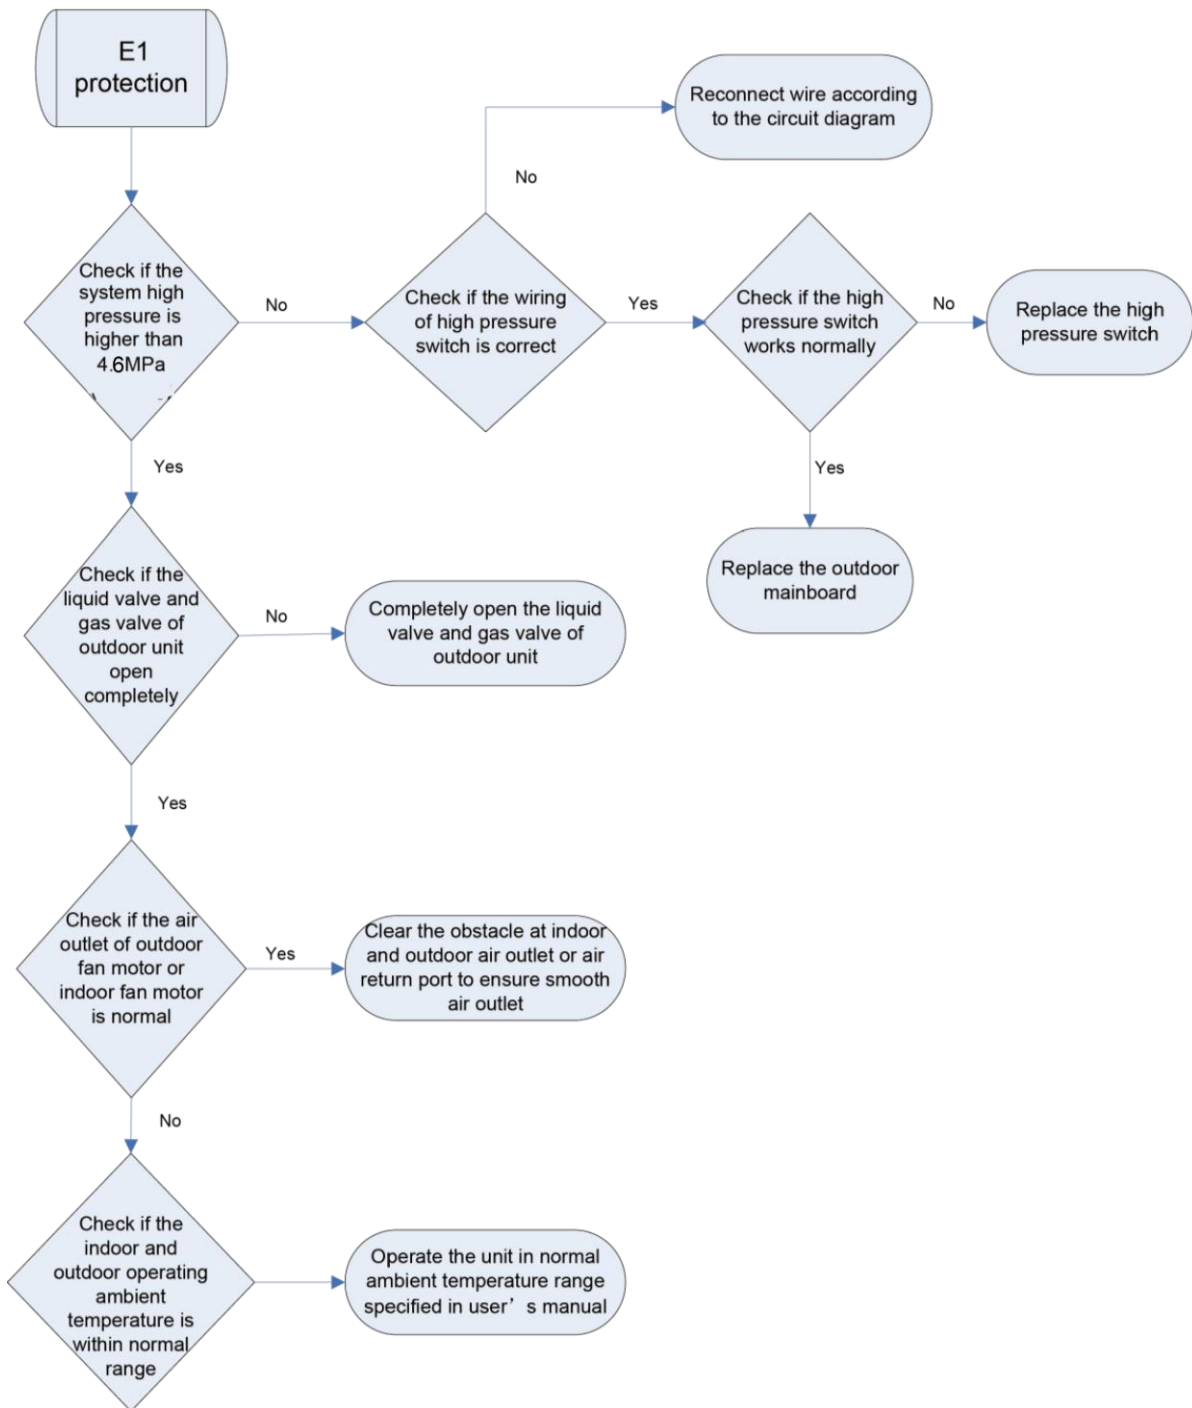 E1
protection
Reconnect wire according
to the circuit diagram
No
Check if the
system high
pressure is
higher than
4.6MPa
No
Check if the wiring
of high pressure
switch is correct
Yes
Check if the high
pressure switch
works normally
No
Replace the high
pressure switch
Yes
Yes
Replace the outdoor
mainboard
Check if the
liquid valve and
gas valve of
outdoor unit
open
completely
No
Completely open the liquid
valve and gas valve of
outdoor unit
Yes
Check if the air
outlet of outdoor
fan motor or
indoor fan motor
is normal
Yes
Clear the obstacle at indoor
and outdoor air outlet or air
return port to ensure smooth
air outlet
No
Check if the
indoor and
outdoor operating
ambient
temperature is
within normal
range
Operate the unit in normal
ambient temperature range
specified in user’s manual